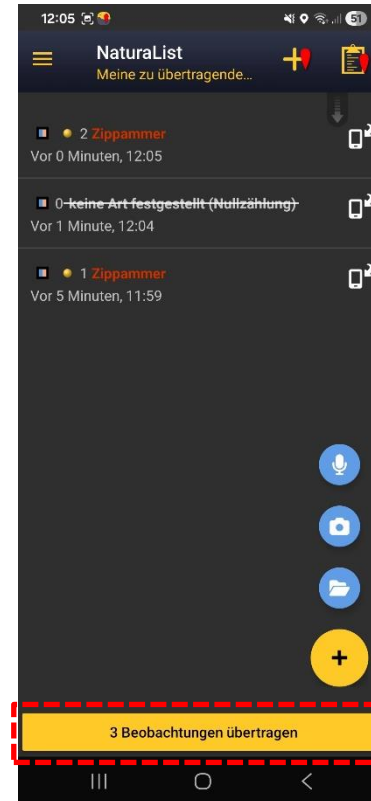 12:05 51
NaturaList
Meine zu übertragende...
2 Zippammer
Vor 0 Minuten, 12:05
0 keine Art festgestellt (Nullzählung)
Vor 1 Minute, 12:04
1 Zippammer
Vor 5 Minuten, 11:59
+
3 Beobachtungen übertragen